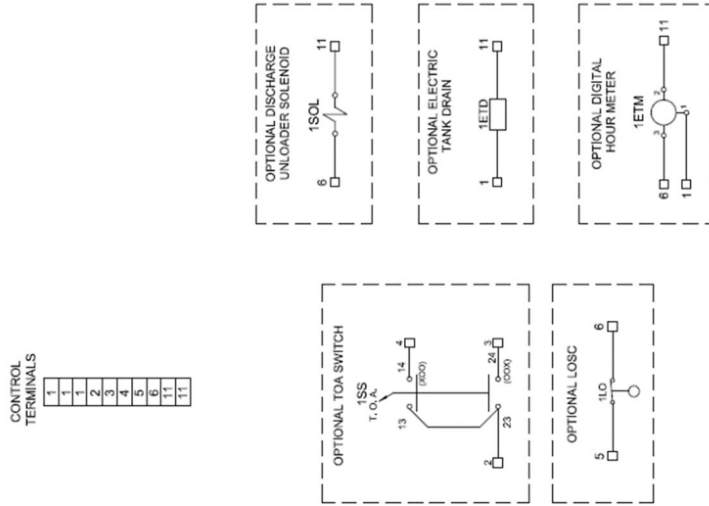 CONTROL
TERMINALS
1
1
1
2
3
4
5
6
11
11
OPTIONAL DISCHARGE
UNLOADER SOLENOID
1SOL
6
11
OPTIONAL ELECTRIC
TANK DRAIN
1ETD
1
11
OPTIONAL DIGITAL
HOUR METER
1ETM
6
3
2
11
1
1
OPTIONAL TOA SWITCH
1SS
T. O. A.
13
14
4
(XOO)
2
23
24
3
(OOX)
OPTIONAL LOSC
1LO
5
6